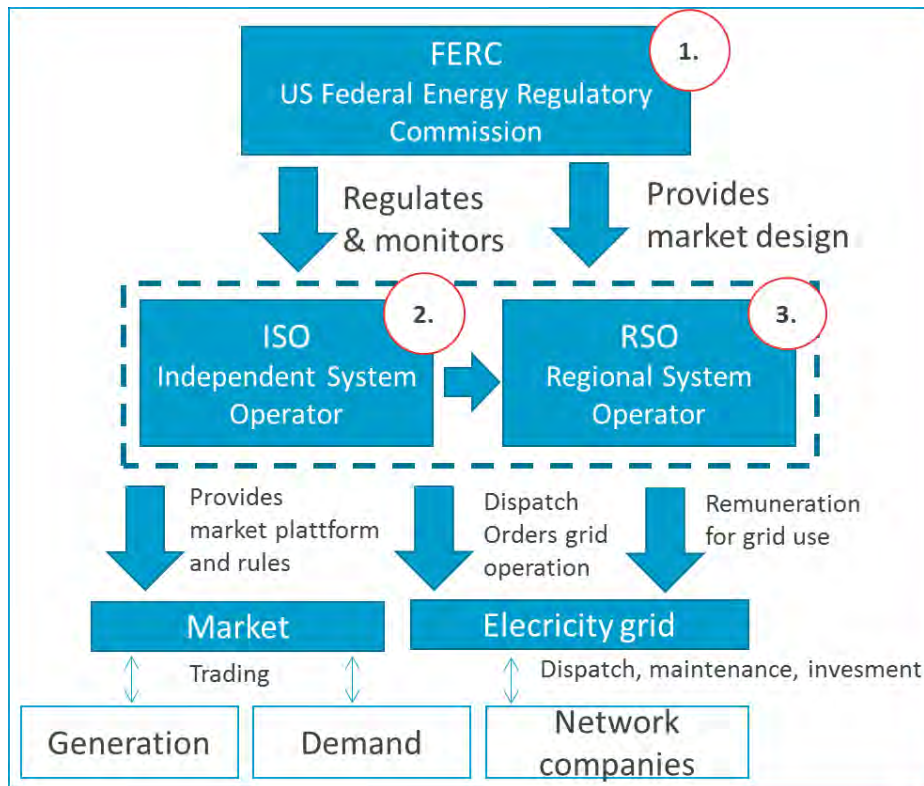 FERC
1.
US Federal Energy Regulatory
Commission
Regulates
& monitors
Provides
market design
ISO
2.
Independent System
Operator
RSO
3.
Regional System
Operator
Provides
market plattform
and rules
Dispatch
Orders grid
operation
Remuneration
for grid use
Market
Elecricity grid
Trading
Dispatch, maintenance, invesment
Generation
Demand
Network
companies